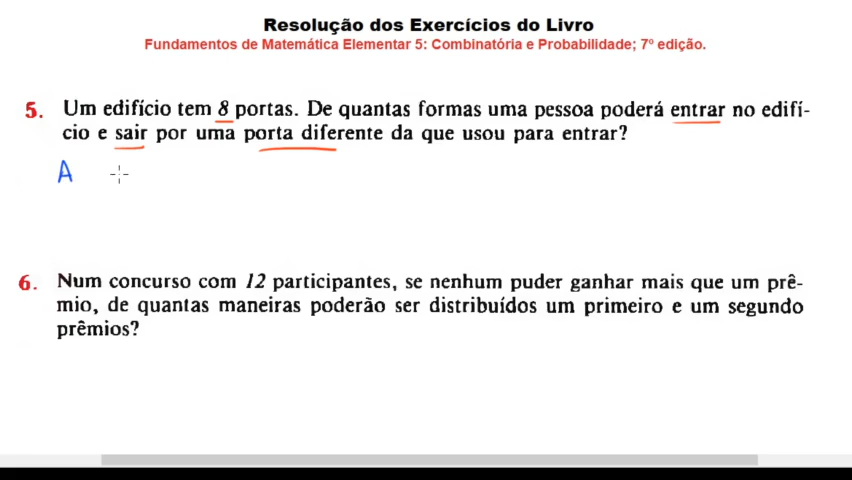 Resolução dos Exercícios do Livro
Fundamentos de Matemática Elementar 5: Combinatória e Probabilidade; 7º edição.
5. Um edifício tem 8 portas. De quantas formas uma pessoa poderá entrar no edifí-
cio e sair por uma porta diferente da que usou para entrar?
A
6. Num concurso com 12 participantes, se nenhum puder ganhar mais que um prê-
mio, de quantas maneiras poderão ser distribuídos um primeiro e um segundo
prêmios?